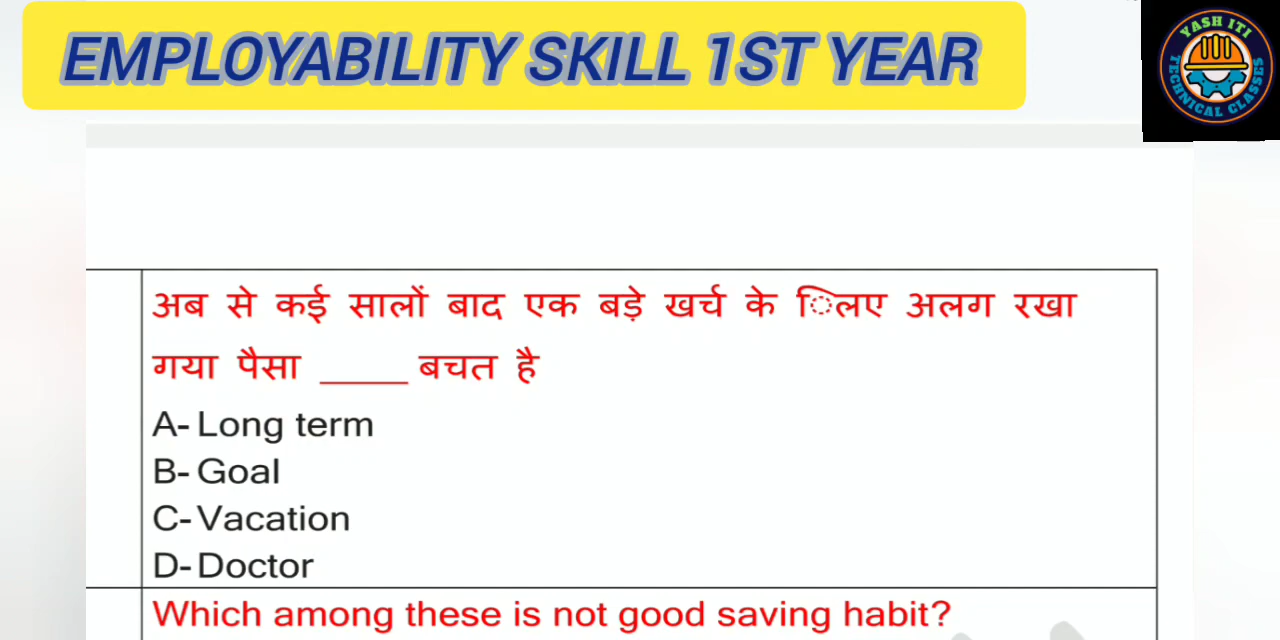 EMPLOYABILITY SKILL 1ST YEAR
YASH ITI
TECHNICAL CLASSES
अब से कई सालों बाद एक बड़े खर्च के िलए अलग रखा
गया पैसा _____ बचत है
A- Long term
B- Goal
C- Vacation
D- Doctor
Which among these is not good saving habit?